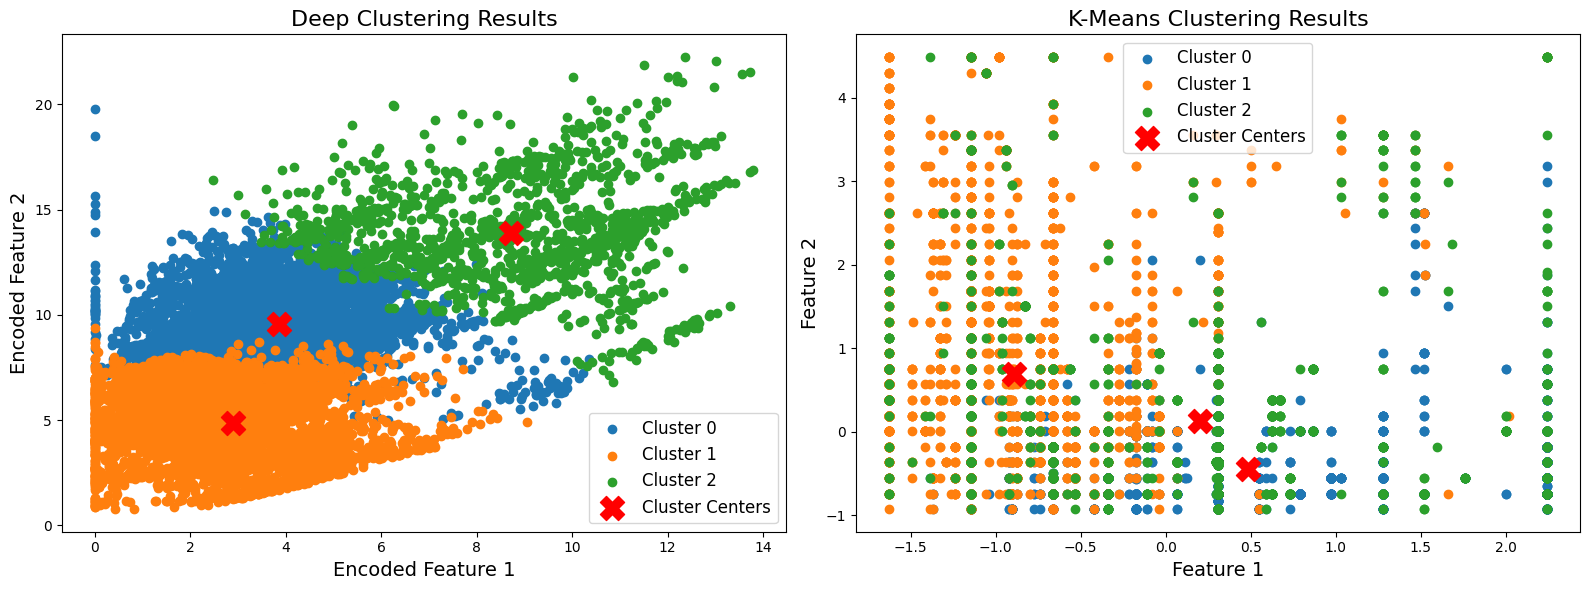 Deep Clustering Results
Encoded Feature 2
20
15
10
5
0
0 2 4 6 8 10 12 14
Encoded Feature 1
Cluster 0
Cluster 1
Cluster 2
Cluster Centers
K-Means Clustering Results
Feature 2
4
3
2
1
0
−1
−1.5 −1.0 −0.5 0.0 0.5 1.0 1.5 2.0
Feature 1
Cluster 0
Cluster 1
Cluster 2
Cluster Centers